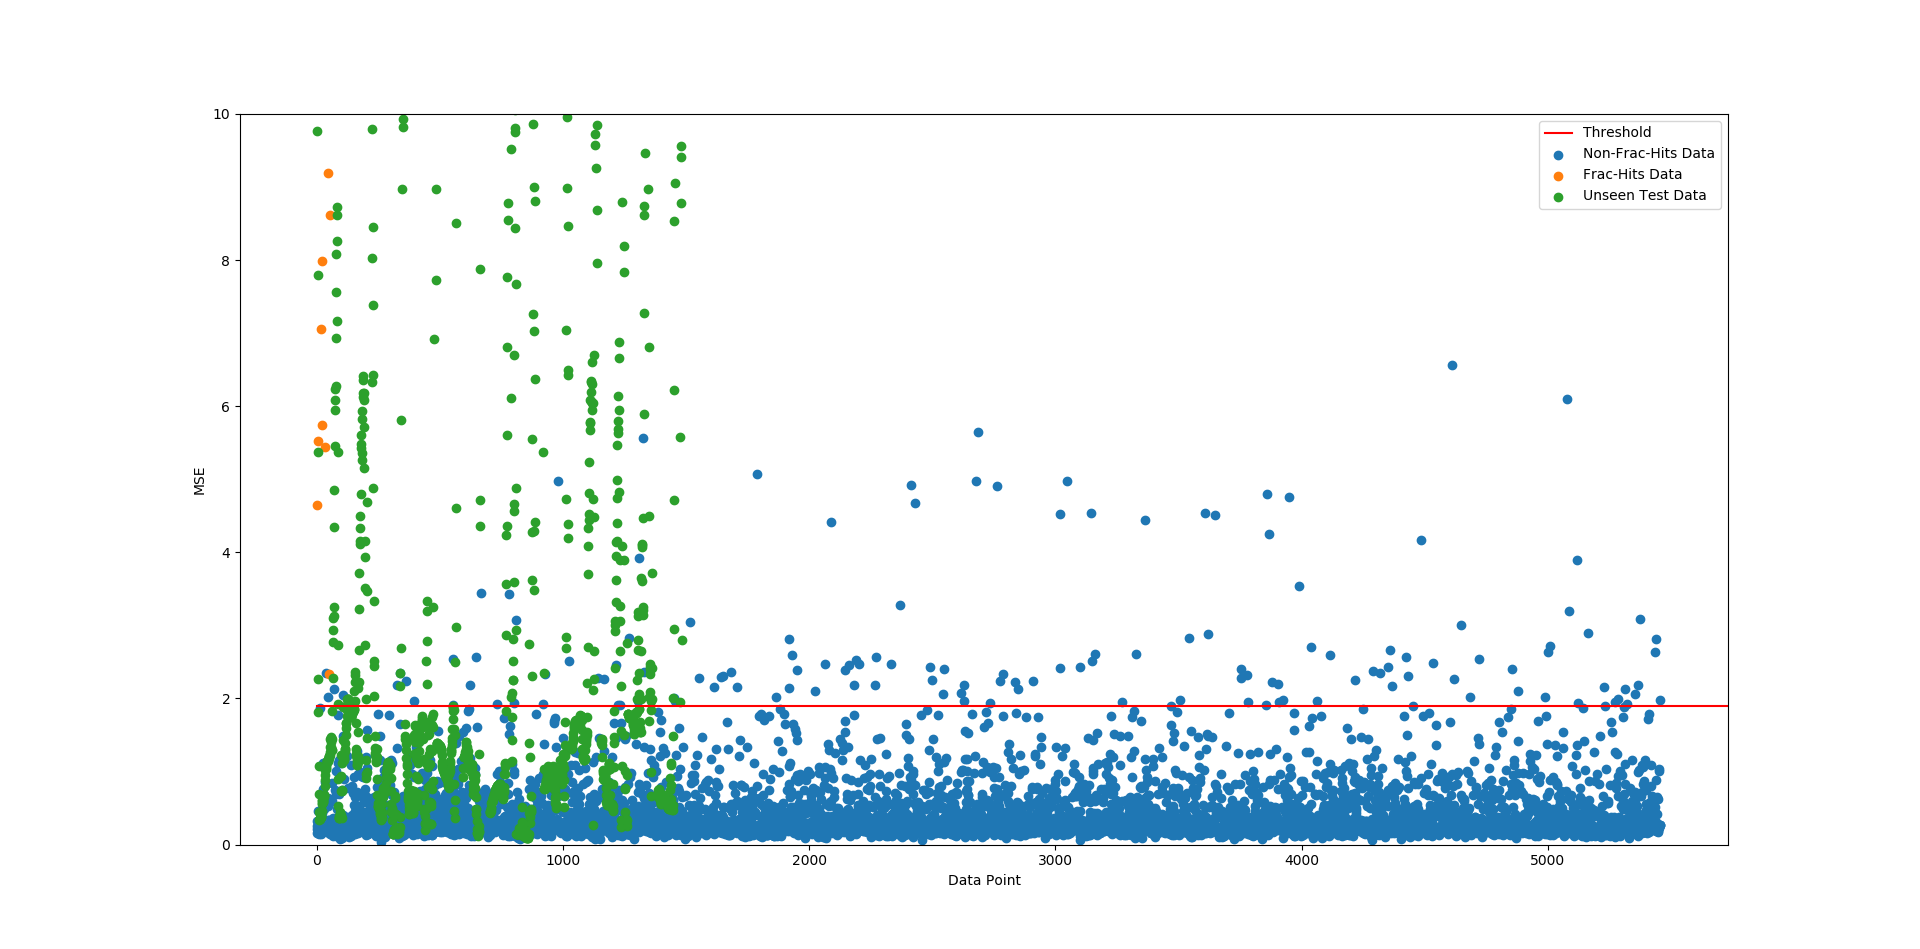 10
8
6
4
2
0
MSE
0
1000
2000
3000
4000
5000
Data Point
Threshold
Non-Frac-Hits Data
Frac-Hits Data
Unseen Test Data